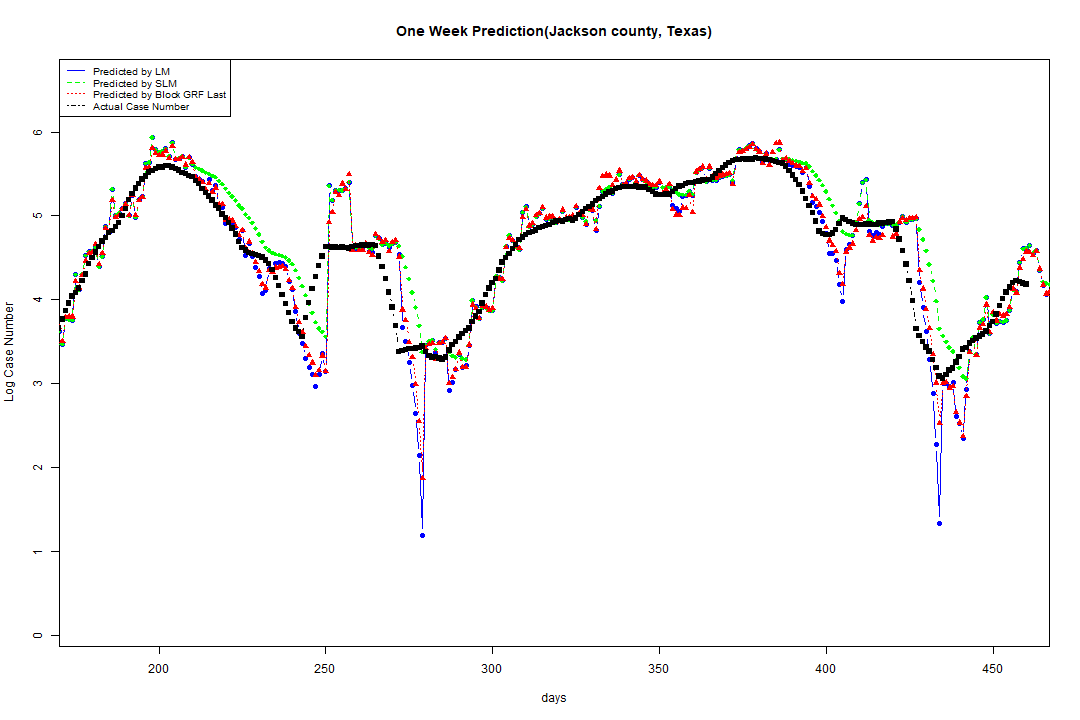 One Week Prediction(Jackson county, Texas)
Predicted by LM
Predicted by SLM
Predicted by Block GRF Last
Actual Case Number
6
5
4
3
2
1
0
Log Case Number
200 250 300 350 400 450
days